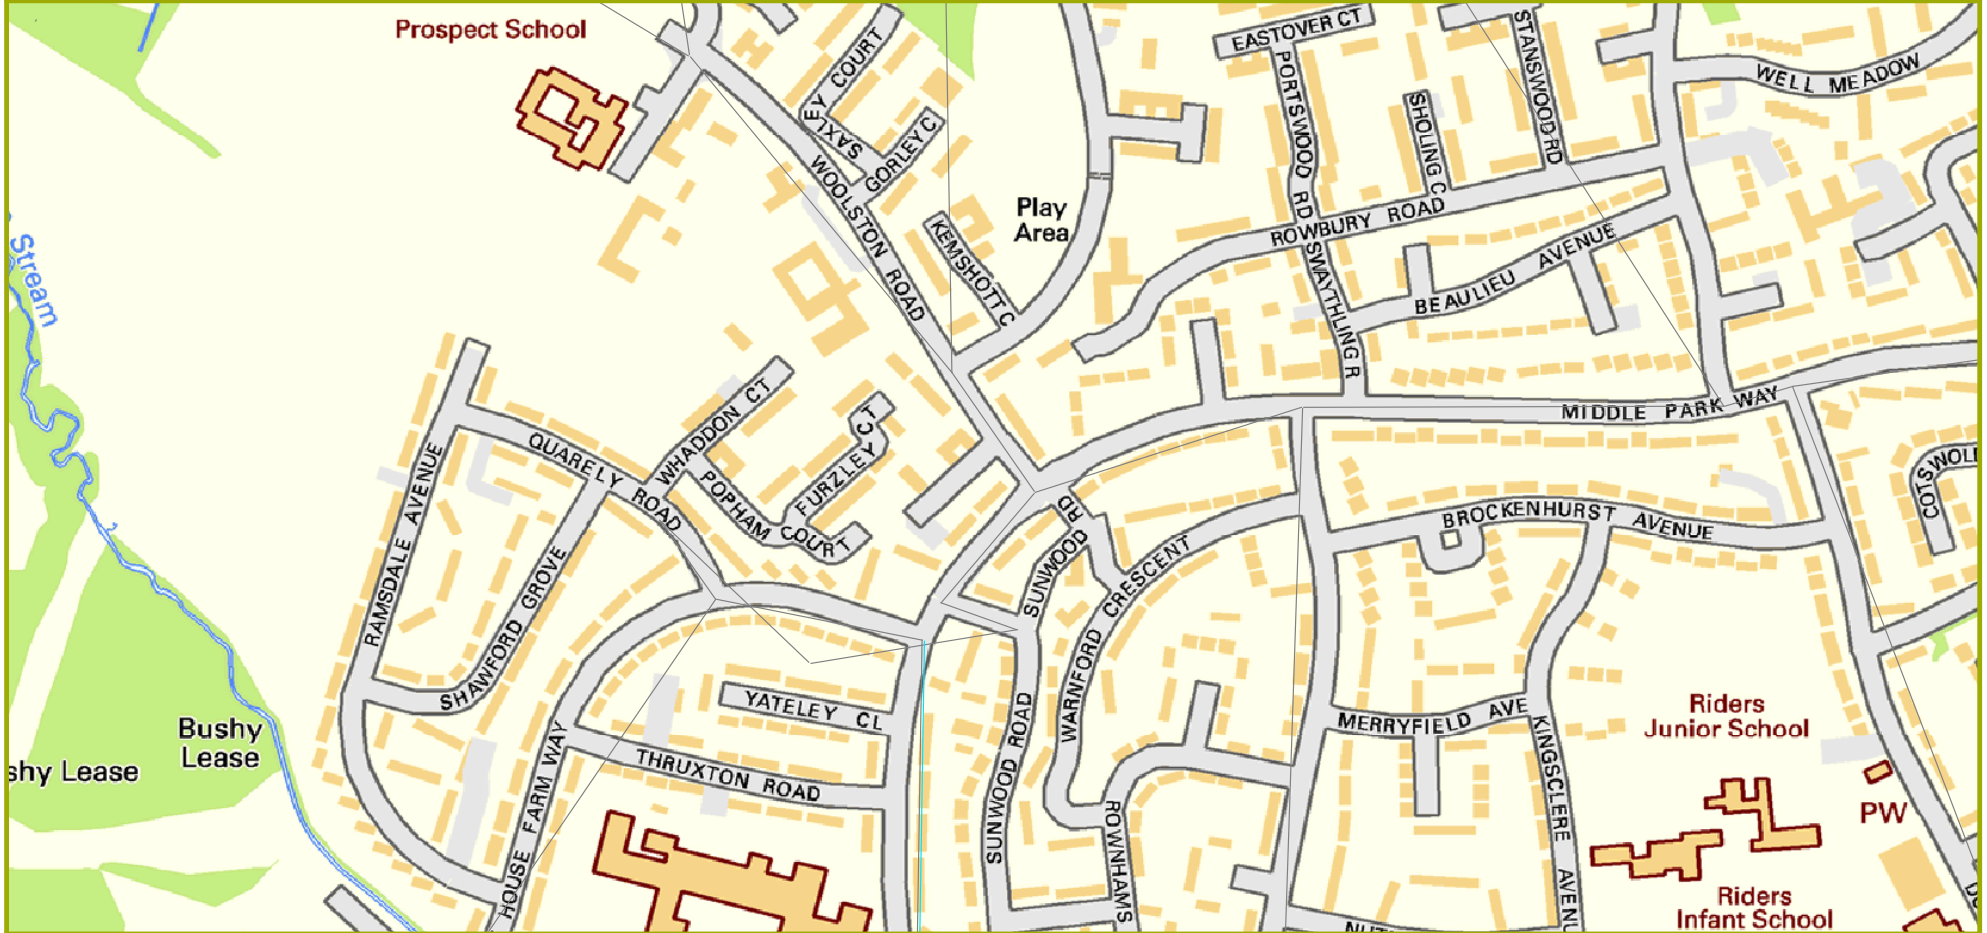 Prospect School
EASTOVER CT
STANSWOOD RD
WELL MEADOW
SAXLEY COURT
GORLEY C
PORTSWOOD RD
SHOLING C
WOOLSTON ROAD
KEMSHOTT C
Play
Area
ROWBURY ROAD
SWAYTHLING R
BEAULIEU AVENUE
Stream
MIDDLE PARK WAY
WHADDON CT
FURZLEY CT
QUARELY ROAD
POPHAM COURT
RAMSDALE AVENUE
SHAWFORD GROVE
SUNWOOD RD
WARNFORD CRESCENT
BROCKENHURST AVENUE
COTSWOL
YATELEY CL
THRUXTON ROAD
HOUSE FARM WAY
SUNWOOD ROAD
ROWNHAMS
MERRYFIELD AVE
KINGSCLERE AVENU
Riders
Junior School
Bushy
Lease
shy Lease
PW
Riders
Infant School